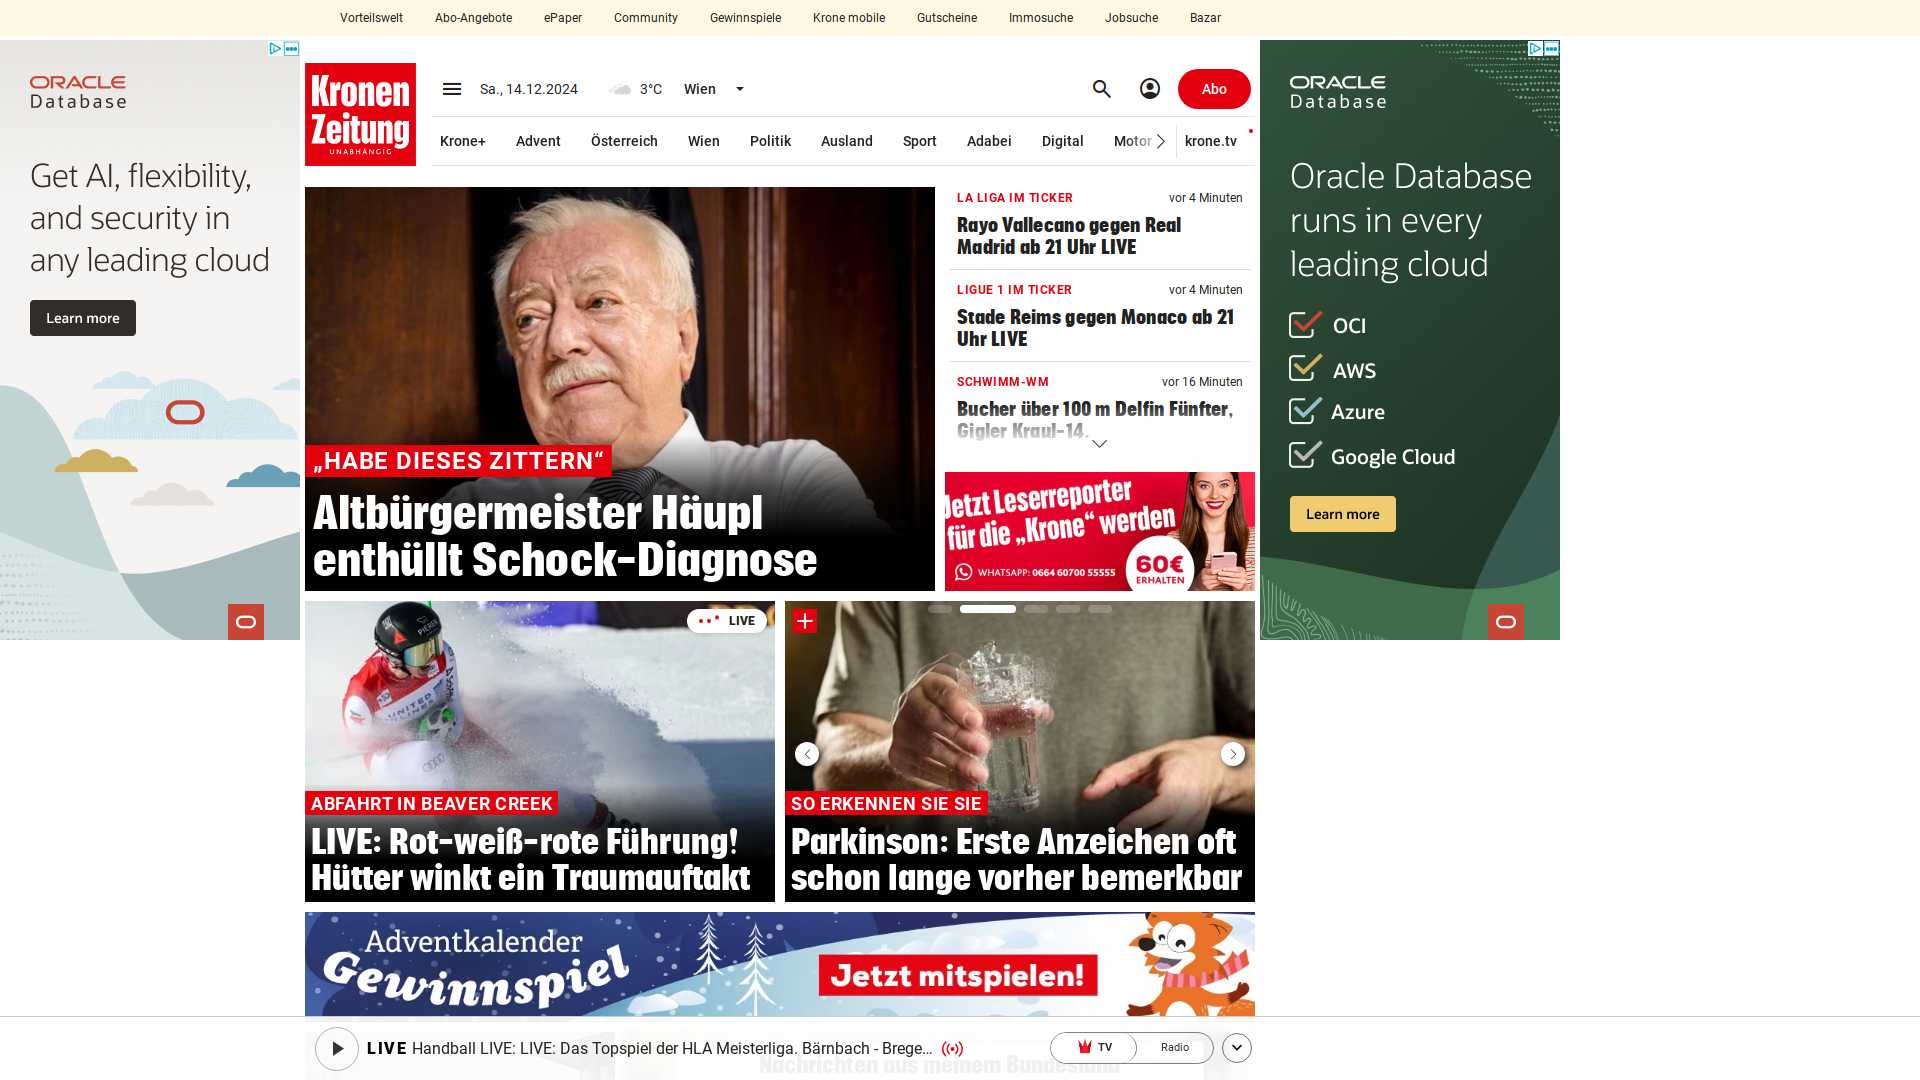 Vorteilswelt Abo-Angebote ePaper Community Gewinnspiele Krone mobile Gutscheine Immosuche Jobsuche Bazar
ORACLE
Database
Get AI, flexibility,
and security in
any leading cloud
Learn more
Kronen
Zeitung
UNABHÄNGIG
Sa., 14.12.2024 3°C Wien
Abo
Krone+ Advent Österreich Wien Politik Ausland Sport Adabei Digital Motor krone.tv
„HABE DIESES ZITTERN“
Altbürgermeister Häupl
enthüllt Schock-Diagnose
LA LIGA IM TICKER vor 4 Minuten
Rayo Vallecano gegen Real
Madrid ab 21 Uhr LIVE
LIGUE 1 IM TICKER vor 4 Minuten
Stade Reims gegen Monaco ab 21
Uhr LIVE
SCHWIMM-WM vor 16 Minuten
Bucher über 100 m Delfin Fünfter,
Gigler Kraul-14.
Jetzt Leserreporter
für die „Krone“ werden
WHATSAPP: 0664 60700 55555
60€
ERHALTEN
ORACLE
Database
Oracle Database
runs in every
leading cloud
OCI
AWS
Azure
Google Cloud
Learn more
LIVE
PIEREN
UNITED
AIRLINES
ABFAHRT IN BEAVER CREEK
LIVE: Rot-weiß-rote Führung!
Hütter winkt ein Traumauftakt
SO ERKENNEN SIE SIE
Parkinson: Erste Anzeichen oft
schon lange vorher bemerkbar
Adventkalender
Gewinnspiel
Jetzt mitspielen!
LIVE Handball LIVE: LIVE: Das Topspiel der HLA Meisterliga. Bärnbach - Brege...
TV Radio
Nachrichten aus meinem Bundesland